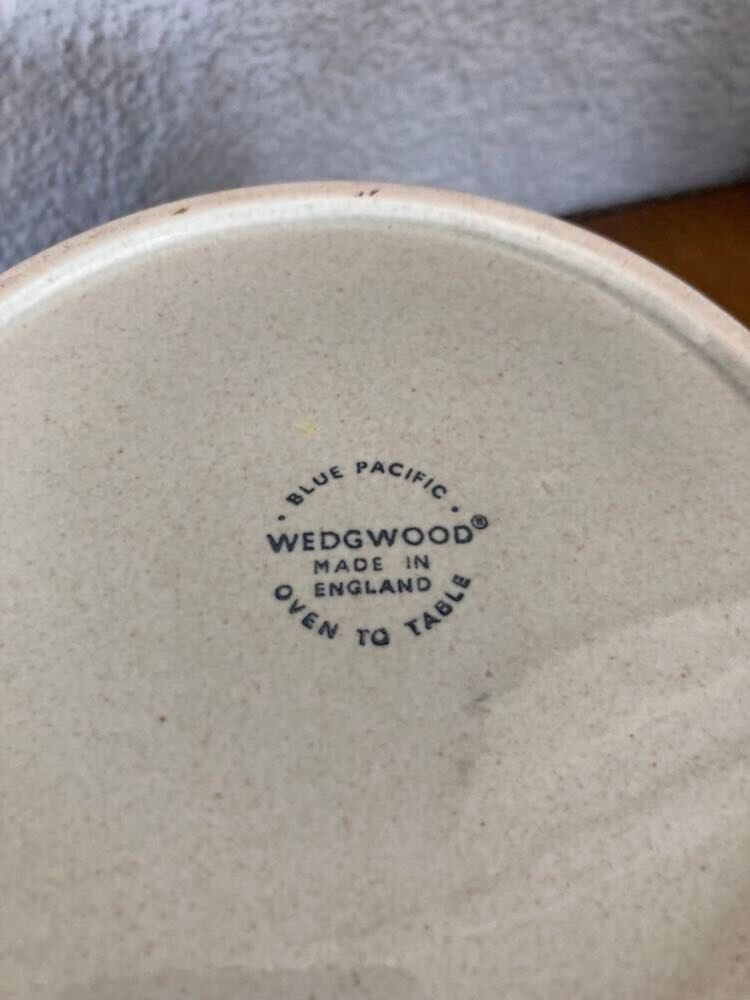 • BLUE PACIFIC •
WEDGWOOD®
MADE IN
ENGLAND
OVEN TO TABLE